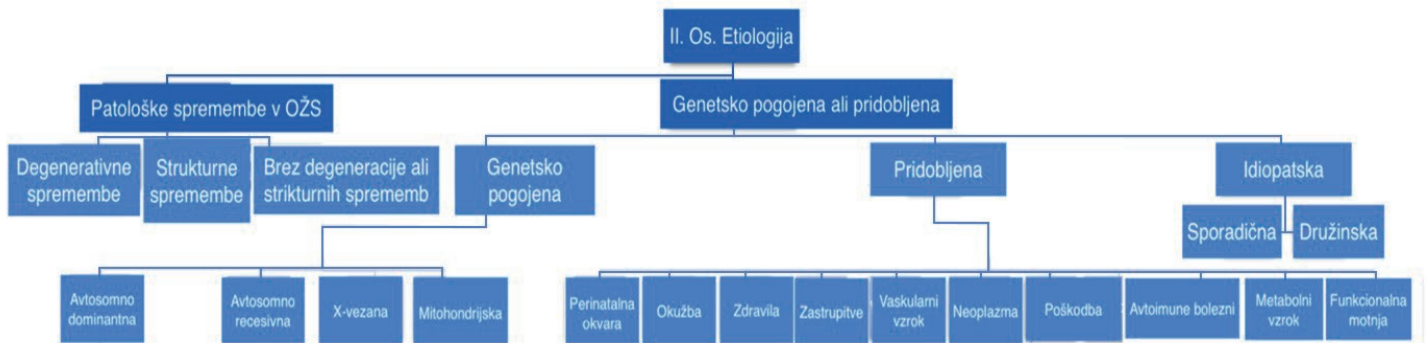 II. Os. Etiologija
Patološke spremembe v OŽS
Genetsko pogojena ali pridobljena
Degenerativne
spremembe
Strukturne
spremembe
Brez degeneracije ali
strikturnih sprememb
Genetsko
pogojena
Pridobljena
Idiopatska
Sporadična
Družinska
Avtosomno
dominantna
Avtosomno
recesivna
X-vezana
Mitohondrijska
Perinatalna
okvara
Okužba
Zdravila
Zastrupitve
Vaskularni
vzrok
Neoplazma
Poškodba
Avtoimune bolezni
Metabolni
vzrok
Funkcionalna
motnja